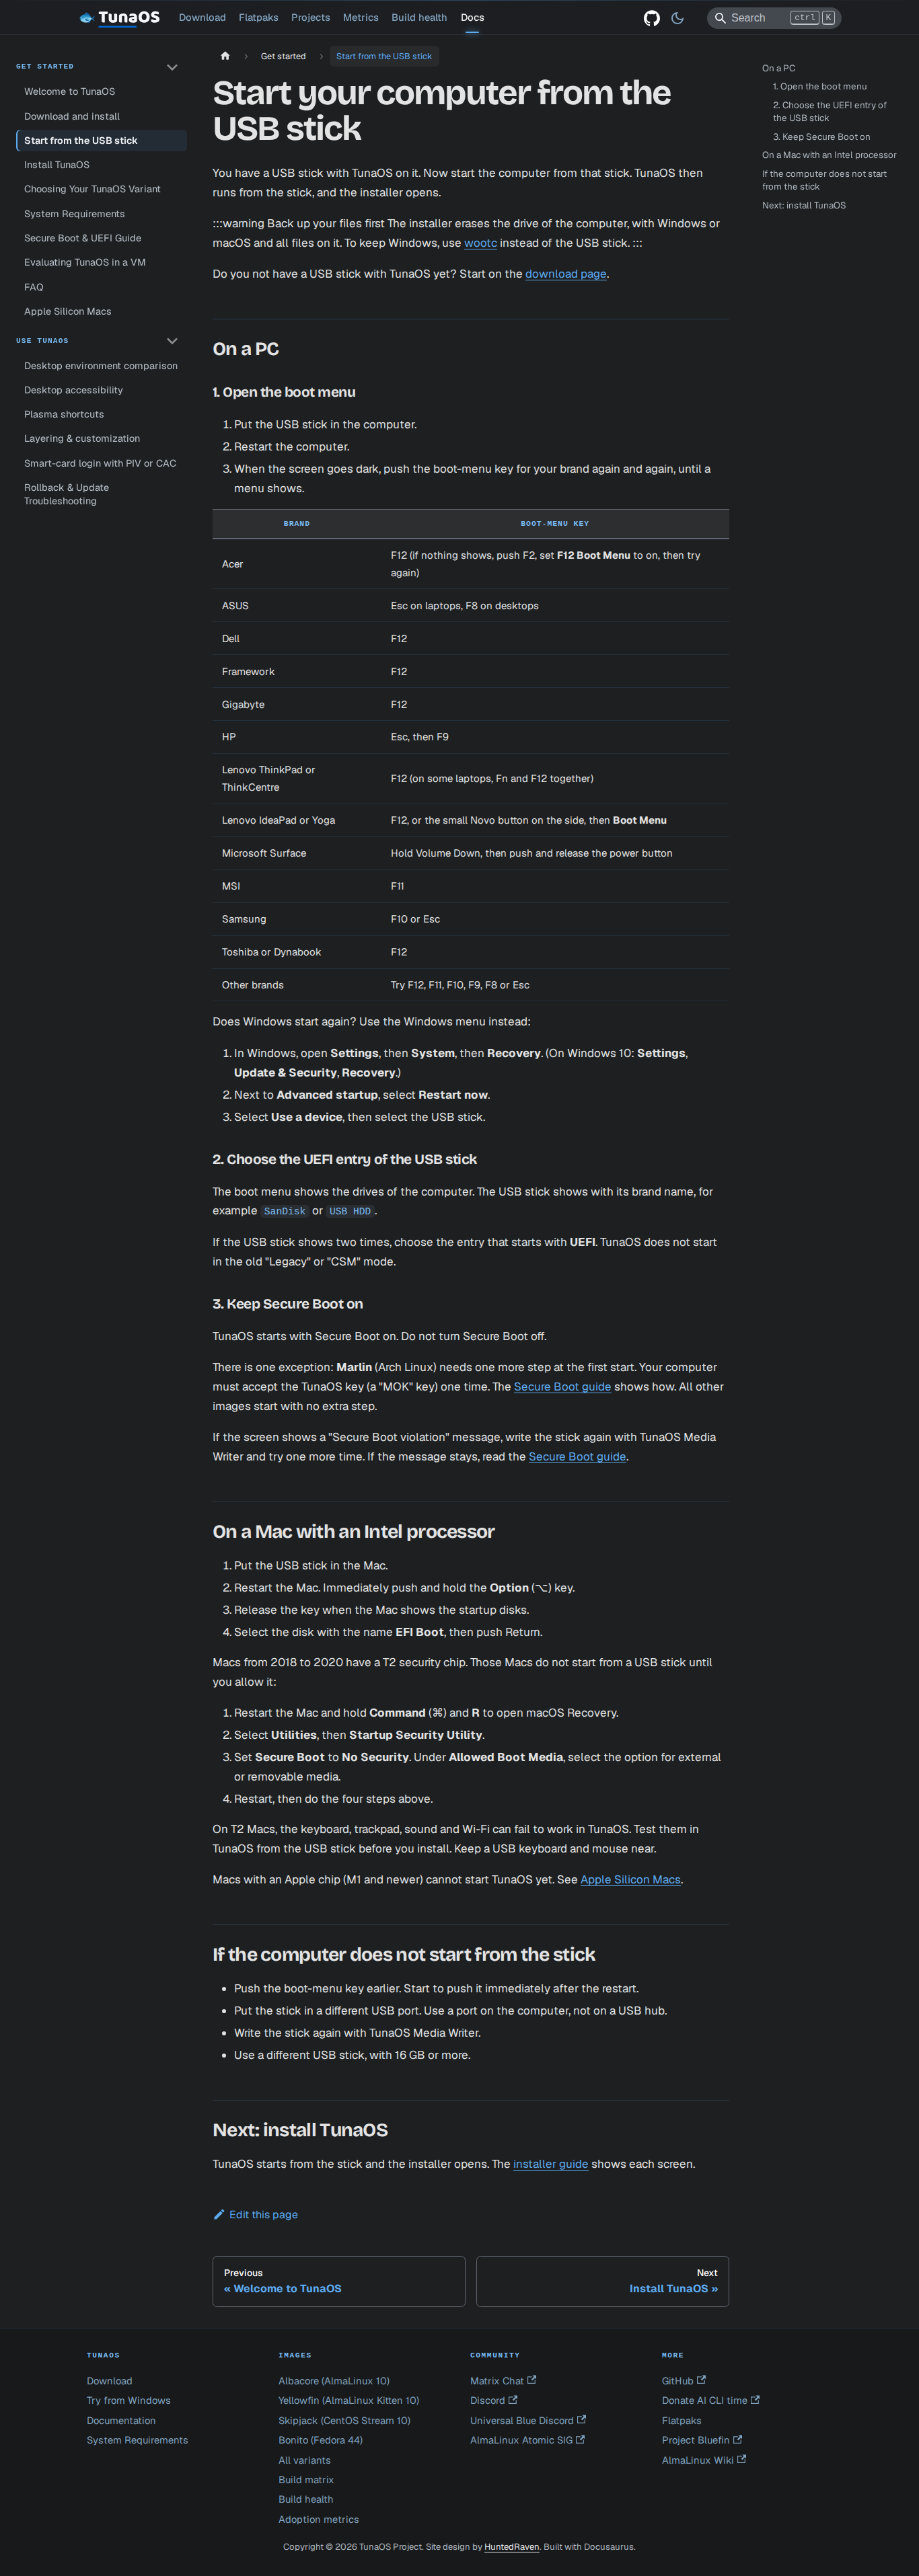 TunaOS
Download
Flatpaks
Projects
Metrics
Build health
Docs
Search
ctrl
K
GET STARTED
Welcome to TunaOS
Download and install
Start from the USB stick
Install TunaOS
Choosing Your TunaOS Variant
System Requirements
Secure Boot & UEFI Guide
Evaluating TunaOS in a VM
FAQ
Apple Silicon Macs
USE TUNAOS
Desktop environment comparison
Desktop accessibility
Plasma shortcuts
Layering & customization
Smart-card login with PIV or CAC
Rollback & Update
Troubleshooting
Get started
Start from the USB stick
Start your computer from the
USB stick
You have a USB stick with TunaOS on it. Now start the computer from that stick. TunaOS then
runs from the stick, and the installer opens.
:::warning Back up your files first The installer erases the drive of the computer, with Windows or
macOS and all files on it. To keep Windows, use wootc instead of the USB stick. :::
Do you not have a USB stick with TunaOS yet? Start on the download page.
On a PC
1. Open the boot menu
1. Put the USB stick in the computer.
2. Restart the computer.
3. When the screen goes dark, push the boot-menu key for your brand again and again, until a
menu shows.
BRAND
BOOT-MENU KEY
Acer
F12 (if nothing shows, push F2, set F12 Boot Menu to on, then try
again)
ASUS
Esc on laptops, F8 on desktops
Dell
F12
Framework
F12
Gigabyte
F12
HP
Esc, then F9
Lenovo ThinkPad or
ThinkCentre
F12 (on some laptops, Fn and F12 together)
Lenovo IdeaPad or Yoga
F12, or the small Novo button on the side, then Boot Menu
Microsoft Surface
Hold Volume Down, then push and release the power button
MSI
F11
Samsung
F10 or Esc
Toshiba or Dynabook
F12
Other brands
Try F12, F11, F10, F9, F8 or Esc
Does Windows start again? Use the Windows menu instead:
1. In Windows, open Settings, then System, then Recovery. (On Windows 10: Settings,
Update & Security, Recovery.)
2. Next to Advanced startup, select Restart now.
3. Select Use a device, then select the USB stick.
2. Choose the UEFI entry of the USB stick
The boot menu shows the drives of the computer. The USB stick shows with its brand name, for
example SanDisk or USB HDD.
If the USB stick shows two times, choose the entry that starts with UEFI. TunaOS does not start
in the old "Legacy" or "CSM" mode.
3. Keep Secure Boot on
TunaOS starts with Secure Boot on. Do not turn Secure Boot off.
There is one exception: Marlin (Arch Linux) needs one more step at the first start. Your computer
must accept the TunaOS key (a "MOK" key) one time. The Secure Boot guide shows how. All other
images start with no extra step.
If the screen shows a "Secure Boot violation" message, write the stick again with TunaOS Media
Writer and try one more time. If the message stays, read the Secure Boot guide.
On a Mac with an Intel processor
1. Put the USB stick in the Mac.
2. Restart the Mac. Immediately push and hold the Option (⌥) key.
3. Release the key when the Mac shows the startup disks.
4. Select the disk with the name EFI Boot, then push Return.
Macs from 2018 to 2020 have a T2 security chip. Those Macs do not start from a USB stick until
you allow it:
1. Restart the Mac and hold Command (⌘) and R to open macOS Recovery.
2. Select Utilities, then Startup Security Utility.
3. Set Secure Boot to No Security. Under Allowed Boot Media, select the option for external
or removable media.
4. Restart, then do the four steps above.
On T2 Macs, the keyboard, trackpad, sound and Wi-Fi can fail to work in TunaOS. Test them in
TunaOS from the USB stick before you install. Keep a USB keyboard and mouse near.
Macs with an Apple chip (M1 and newer) cannot start TunaOS yet. See Apple Silicon Macs.
If the computer does not start from the stick
• Push the boot-menu key earlier. Start to push it immediately after the restart.
• Put the stick in a different USB port. Use a port on the computer, not on a USB hub.
• Write the stick again with TunaOS Media Writer.
• Use a different USB stick, with 16 GB or more.
Next: install TunaOS
TunaOS starts from the stick and the installer opens. The installer guide shows each screen.
Edit this page
Previous
« Welcome to TunaOS
Next
Install TunaOS »
On a PC
1. Open the boot menu
2. Choose the UEFI entry of
the USB stick
3. Keep Secure Boot on
On a Mac with an Intel processor
If the computer does not start
from the stick
Next: install TunaOS
TUNAOS
Download
Try from Windows
Documentation
System Requirements
IMAGES
Albacore (AlmaLinux 10)
Yellowfin (AlmaLinux Kitten 10)
Skipjack (CentOS Stream 10)
Bonito (Fedora 44)
All variants
Build matrix
Build health
Adoption metrics
COMMUNITY
Matrix Chat
Discord
Universal Blue Discord
AlmaLinux Atomic SIG
MORE
GitHub
Donate AI CLI time
Flatpaks
Project Bluefin
AlmaLinux Wiki
Copyright © 2026 TunaOS Project. Site design by HuntedRaven. Built with Docusaurus.